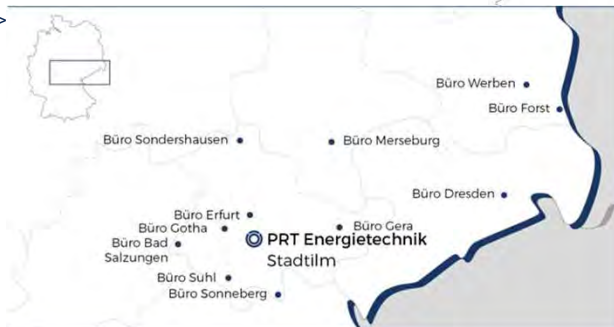 Büro Werben
Büro Forst
Büro Sondershausen
Büro Merseburg
Büro Dresden
Büro Erfurt
Büro Gotha
Büro Gera
Büro Bad
Salzungen
PRT Energietechnik
Stadtilm
Büro Suhl
Büro Sonneberg